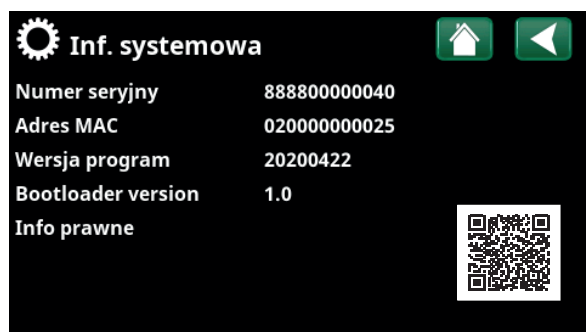 Inf. systemowa
Numer seryjny 888800000040
Adres MAC 020000000025
Wersja program 20200422
Bootloader version 1.0
Info prawne